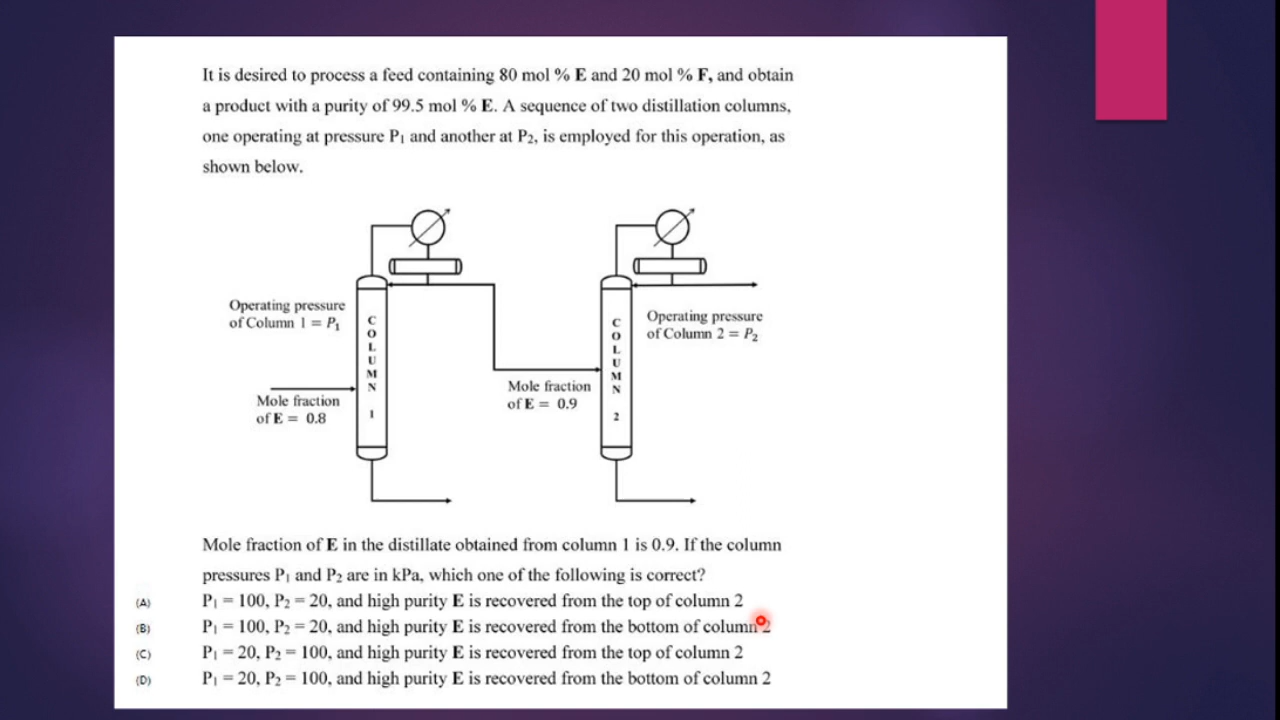 It is desired to process a feed containing 80 mol % E and 20 mol % F, and obtain
a product with a purity of 99.5 mol % E. A sequence of two distillation columns,
one operating at pressure P₁ and another at P₂, is employed for this operation, as
shown below.
Operating pressure
of Column 1 = P₁
COLUMN 1
Mole fraction
of E = 0.8
Mole fraction
of E = 0.9
COLUMN 2
Operating pressure
of Column 2 = P₂
Mole fraction of E in the distillate obtained from column 1 is 0.9. If the column
pressures P₁ and P₂ are in kPa, which one of the following is correct?
(A) P₁ = 100, P₂ = 20, and high purity E is recovered from the top of column 2
(B) P₁ = 100, P₂ = 20, and high purity E is recovered from the bottom of column 2
(C) P₁ = 20, P₂ = 100, and high purity E is recovered from the top of column 2
(D) P₁ = 20, P₂ = 100, and high purity E is recovered from the bottom of column 2